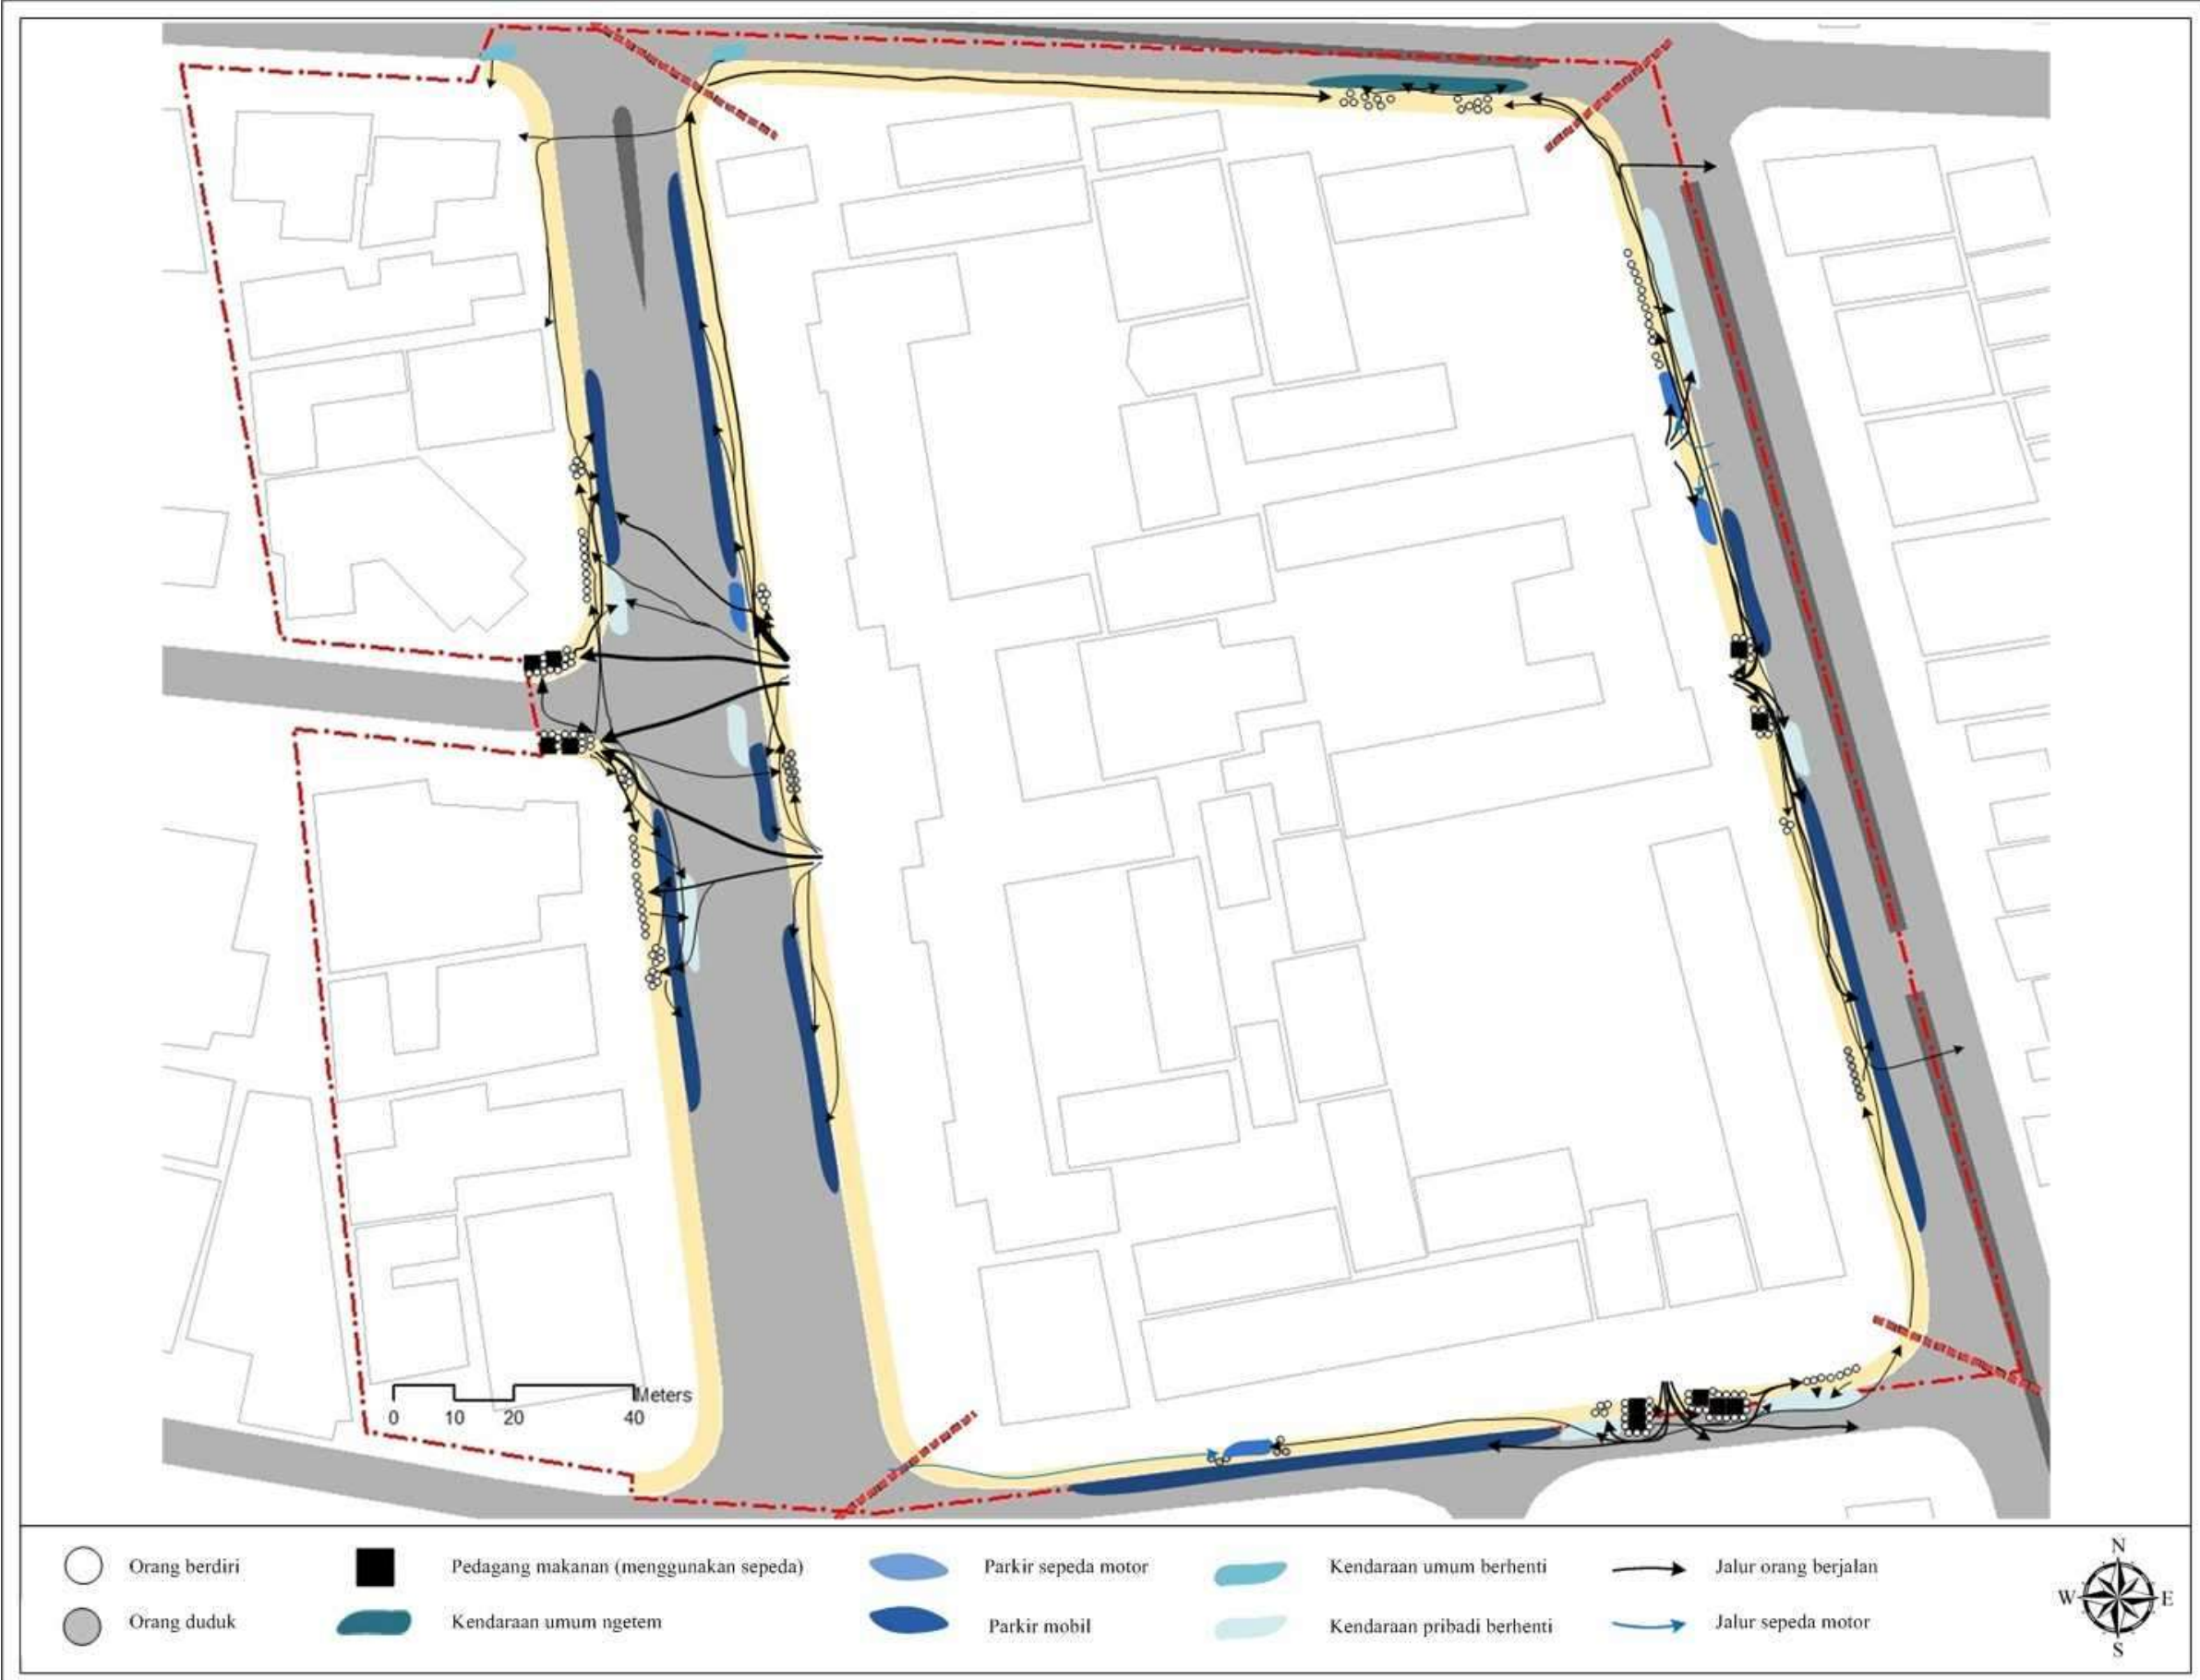 Meters
0 10 20 40
Orang berdiri
Pedagang makanan (menggunakan sepeda)
Parkir sepeda motor
Kendaraan umum berhenti
Jalur orang berjalan
Orang duduk
Kendaraan umum ngetem
Parkir mobil
Kendaraan pribadi berhenti
Jalur sepeda motor
N
W E
S